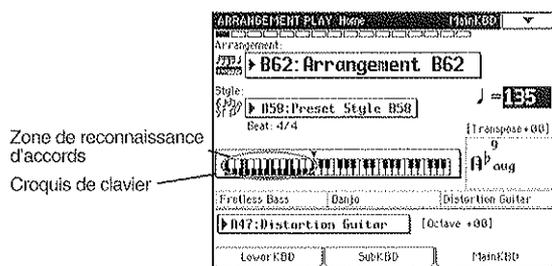 ARRANGEMENT PLAY Home MainKBD
Arrangement:
B62:Arrangement B62
Style:
B58:Preset Style B58
♩ =135
Beat: 4/4
[Transpose+00]
Zone de reconnaissance
d'accords
Croquis de clavier
A♭ 9 aug
Fretless Bass Banjo Distortion Guitar
A47:Distortion Guitar [Octave +00]
LowerKBD SubKBD MainKBD